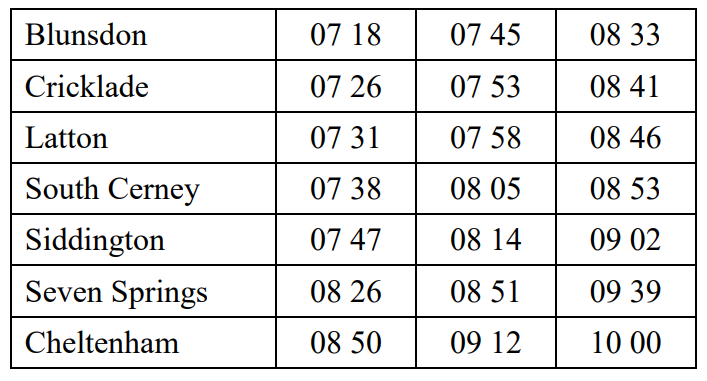 Blunsdon 07 18 07 45 08 33
Cricklade 07 26 07 53 08 41
Latton 07 31 07 58 08 46
South Cerney 07 38 08 05 08 53
Siddington 07 47 08 14 09 02
Seven Springs 08 26 08 51 09 39
Cheltenham 08 50 09 12 10 00